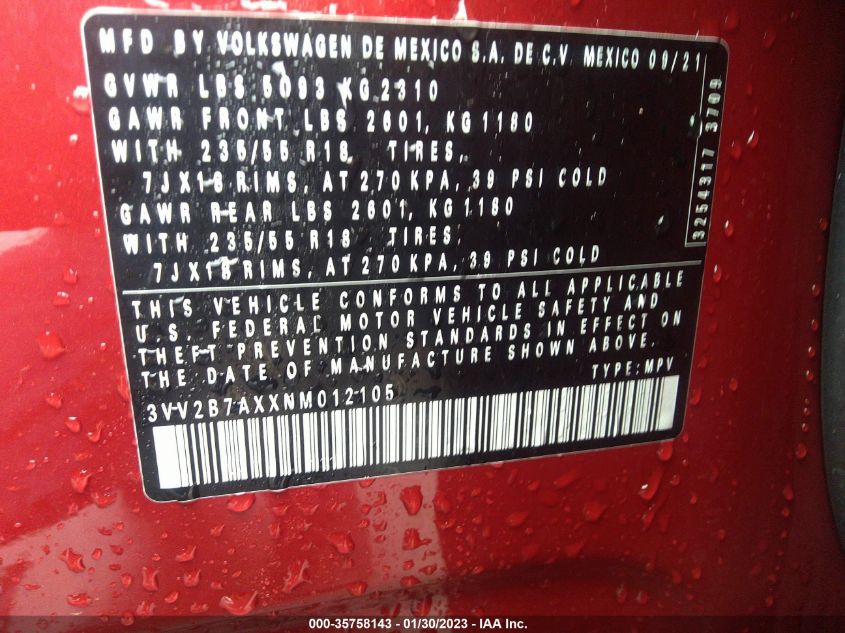 MFD BY VOLKSWAGEN DE MEXICO S.A. DE C.V MEXICO 09/21
GVWR LBS 5093 KG 2310
GAWR FRONT LBS 2601, KG 1180
WITH 235/55 R18 TIRES,
7JX18 RIMS, AT 270 KPA, 39 PSI COLD
GAWR REAR LBS 2601, KG 1180
WITH 235/55 R18 TIRES,
7JX18 RIMS, AT 270 KPA, 39 PSI COLD
3254317 3709
THIS VEHICLE CONFORMS TO ALL APPLICABLE
U.S. FEDERAL MOTOR VEHICLE SAFETY AND
THEFT PREVENTION STANDARDS IN EFFECT ON
THE DATE OF MANUFACTURE SHOWN ABOVE.
TYPE: MPV
3VV2B7AXXNM012105
000-35758143 - 01/30/2023 - IAA Inc.